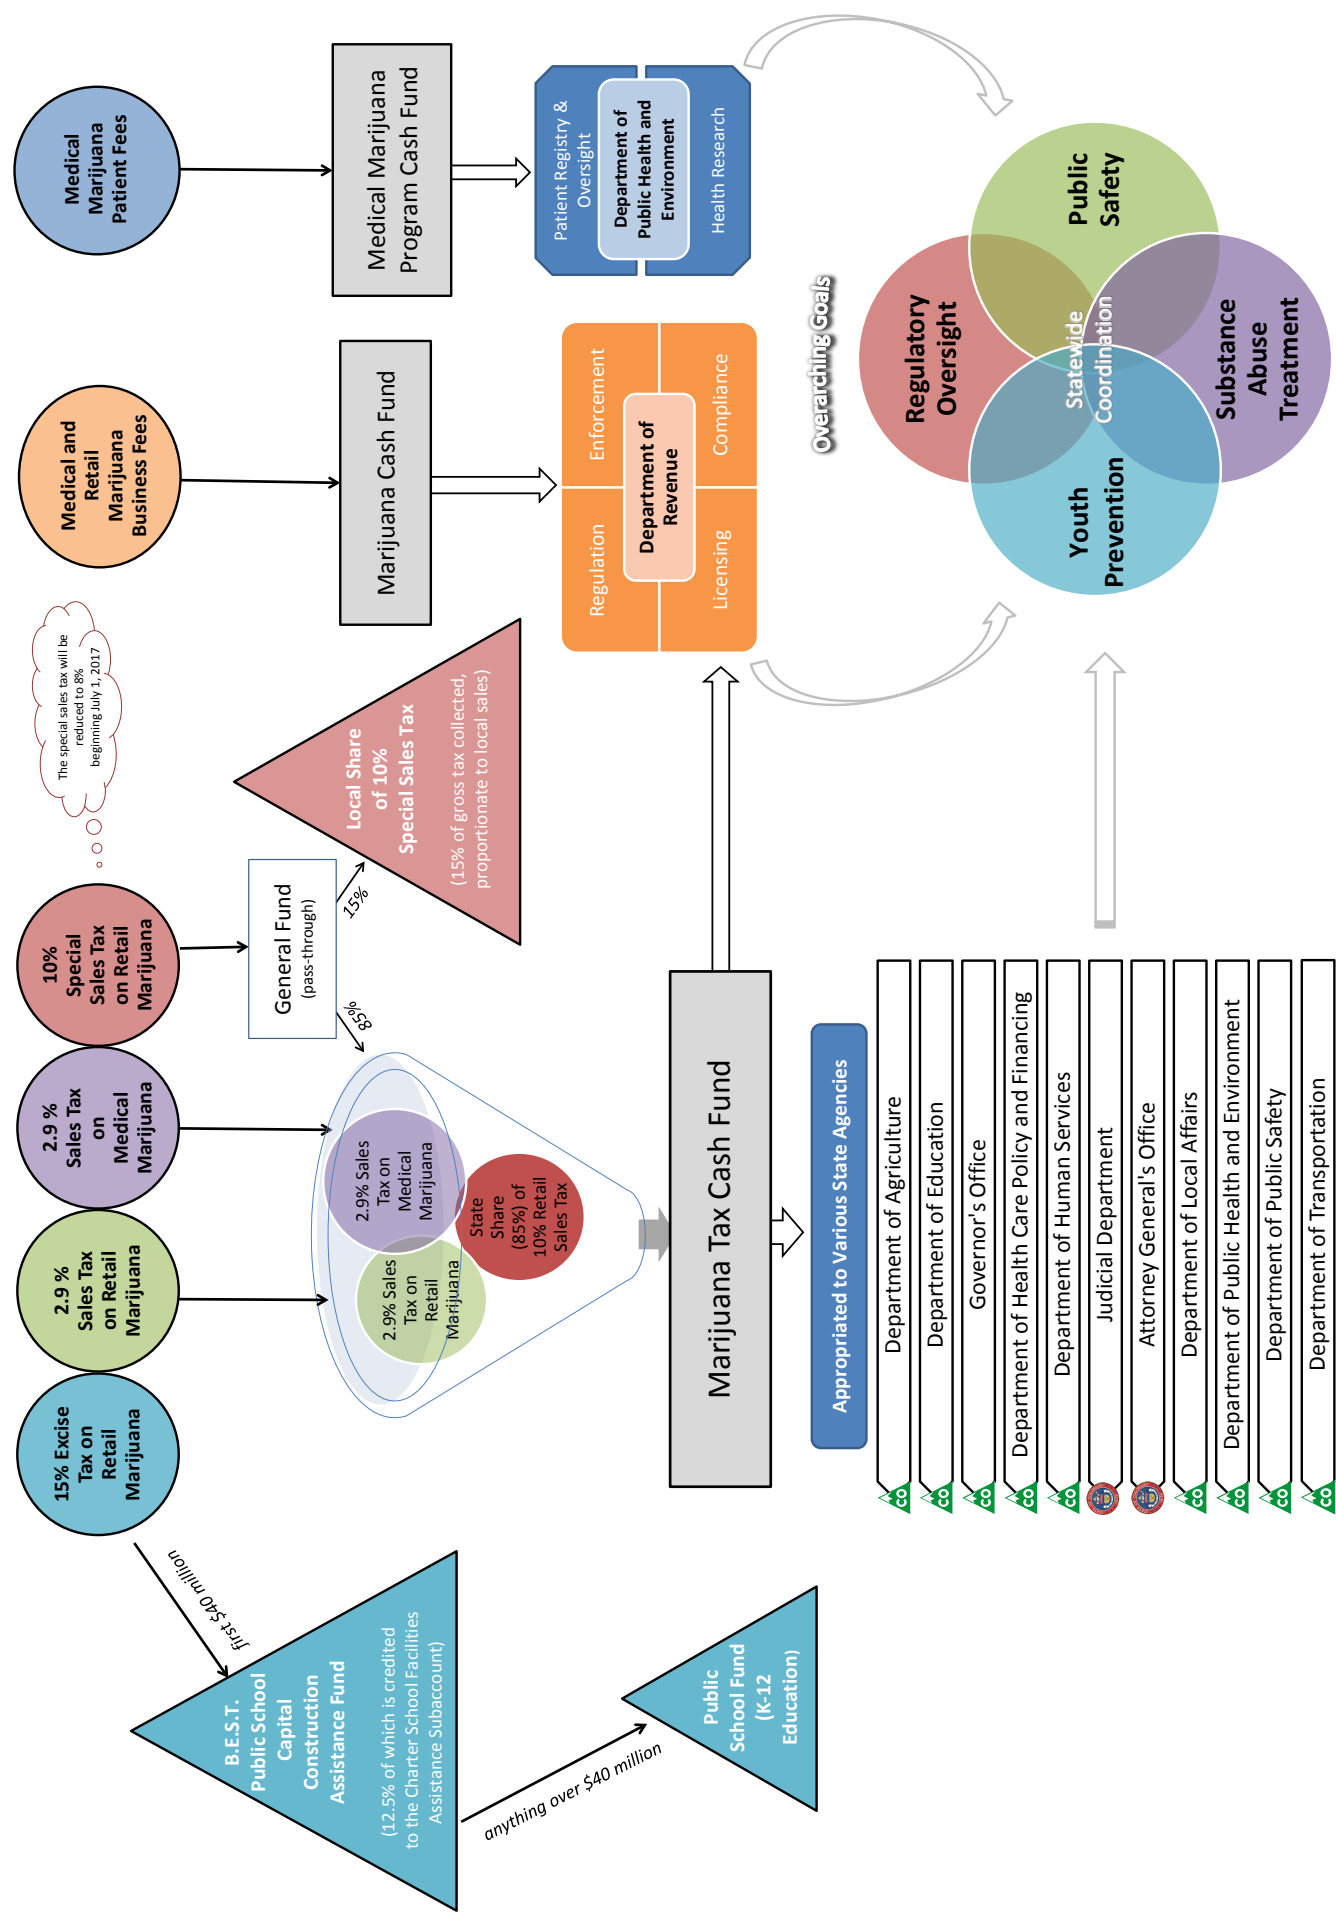 15% Excise
Tax on
Retail
Marijuana
2.9 %
Sales Tax
on Retail
Marijuana
2.9 %
Sales Tax
on
Medical
Marijuana
10%
Special
Sales Tax
on Retail
Marijuana
The special sales tax will be
reduced to 8%
beginning July 1, 2017
Medical and
Retail
Marijuana
Business Fees
Medical
Marijuana
Patient Fees
first $40 million
B.E.S.T.
Public School
Capital
Construction
Assistance Fund
(12.5% of which is credited
to the Charter School Facilities
Assistance Subaccount)
anything over $40 million
Public
School Fund
(K-12
Education)
General Fund
(pass-through)
85%
15%
2.9% Sales
Tax on
Retail
Marijuana
2.9% Sales
Tax on
Medical
Marijuana
State
Share
(85%) of
10% Retail
Sales Tax
Local Share
of 10%
Special Sales Tax
(15% of gross tax collected,
proportionate to local sales)
Marijuana Cash Fund
Medical Marijuana
Program Cash Fund
Regulation
Enforcement
Department of
Revenue
Licensing
Compliance
Patient Registry &
Oversight
Department of
Public Health and
Environment
Health Research
Marijuana Tax Cash Fund
Appropriated to Various State Agencies
CO
Department of Agriculture
CO
Department of Education
CO
Governor's Office
CO
Department of Health Care Policy and Financing
CO
Department of Human Services
Judicial Department
Attorney General's Office
CO
Department of Local Affairs
CO
Department of Public Health and Environment
CO
Department of Public Safety
CO
Department of Transportation
Overarching Goals
Regulatory
Oversight
Youth
Prevention
Statewide
Coordination
Public
Safety
Substance
Abuse
Treatment